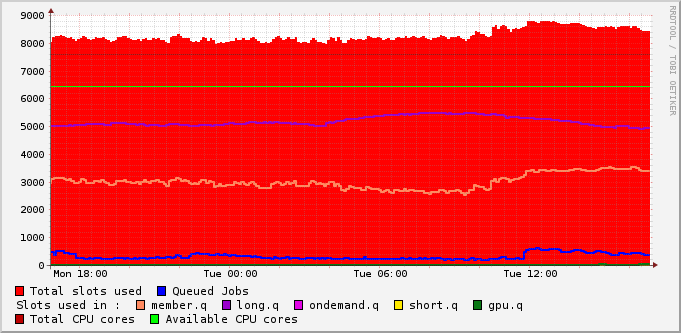 9000
8000
7000
6000
5000
4000
3000
2000
1000
0
Mon 18:00 Tue 00:00 Tue 06:00 Tue 12:00
Total slots used Queued Jobs
Slots used in : member.q long.q ondemand.q short.q gpu.q
Total CPU cores Available CPU cores
RRDTOOL / TOBI OETIKER